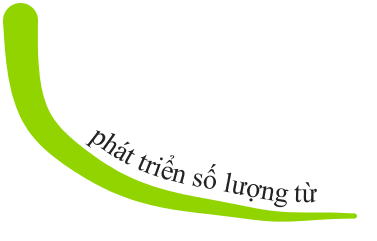 phát triển số lượng từ